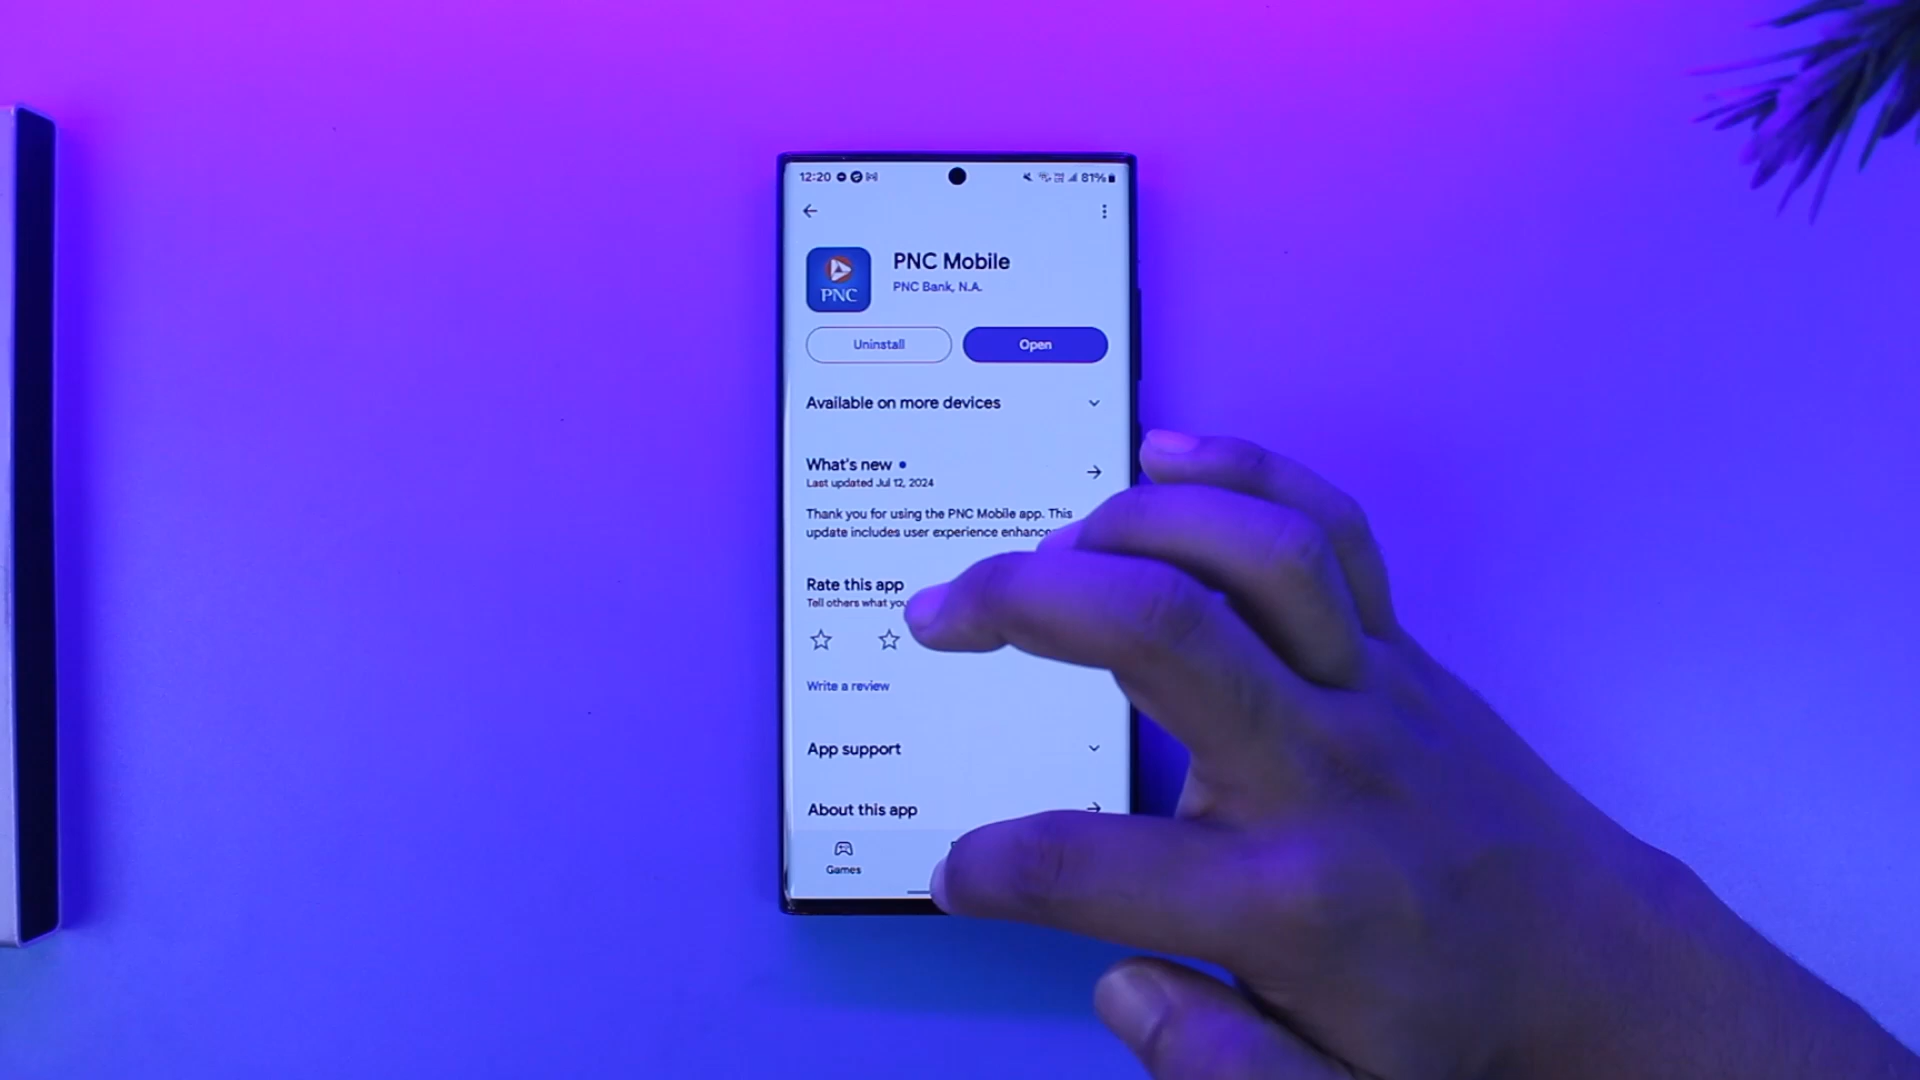 12:20
81%
PNC Mobile
PNC
PNC Bank, N.A.
Uninstall
Open
Available on more devices
What's new
Last updated Jul 12, 2024
Thank you for using the PNC Mobile app. This
update includes user experience
Rate this app
Tell others what you
Write a review
App support
About this app
Games